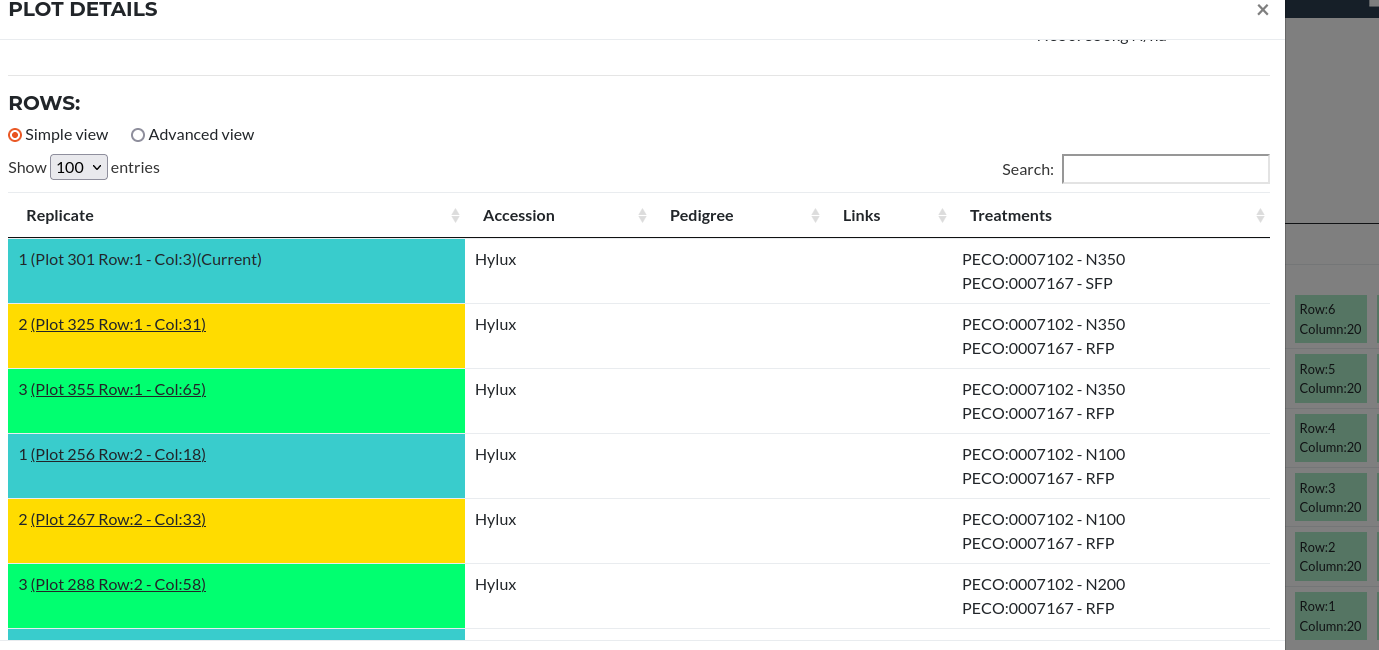 PLOT DETAILS ×
ROWS:
Simple view Advanced view
Show 100 entries Search:
Replicate Accession Pedigree Links Treatments
1 (Plot 301 Row:1 - Col:3)(Current) Hylux PECO:0007102 - N350
PECO:0007167 - SFP
2 (Plot 325 Row:1 - Col:31) Hylux PECO:0007102 - N350
PECO:0007167 - RFP
3 (Plot 355 Row:1 - Col:65) Hylux PECO:0007102 - N350
PECO:0007167 - RFP
1 (Plot 256 Row:2 - Col:18) Hylux PECO:0007102 - N100
PECO:0007167 - RFP
2 (Plot 267 Row:2 - Col:33) Hylux PECO:0007102 - N100
PECO:0007167 - RFP
3 (Plot 288 Row:2 - Col:58) Hylux PECO:0007102 - N200
PECO:0007167 - RFP
Row:6
Column:20
Row:5
Column:20
Row:4
Column:20
Row:3
Column:20
Row:2
Column:20
Row:1
Column:20